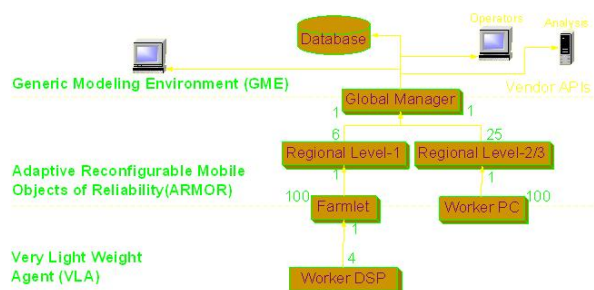 Operators
Analysis
Database
Generic Modeling Environment (GME)
Vendor APIs
Global Manager
1
1
6
25
Regional Level-1
Regional Level-2/3
Adaptive Reconfigurable Mobile
Objects of Reliability(ARMOR)
1
1
100
Farmlet
Worker PC
100
1
Very Light Weight
Agent (VLA)
4
Worker DSP